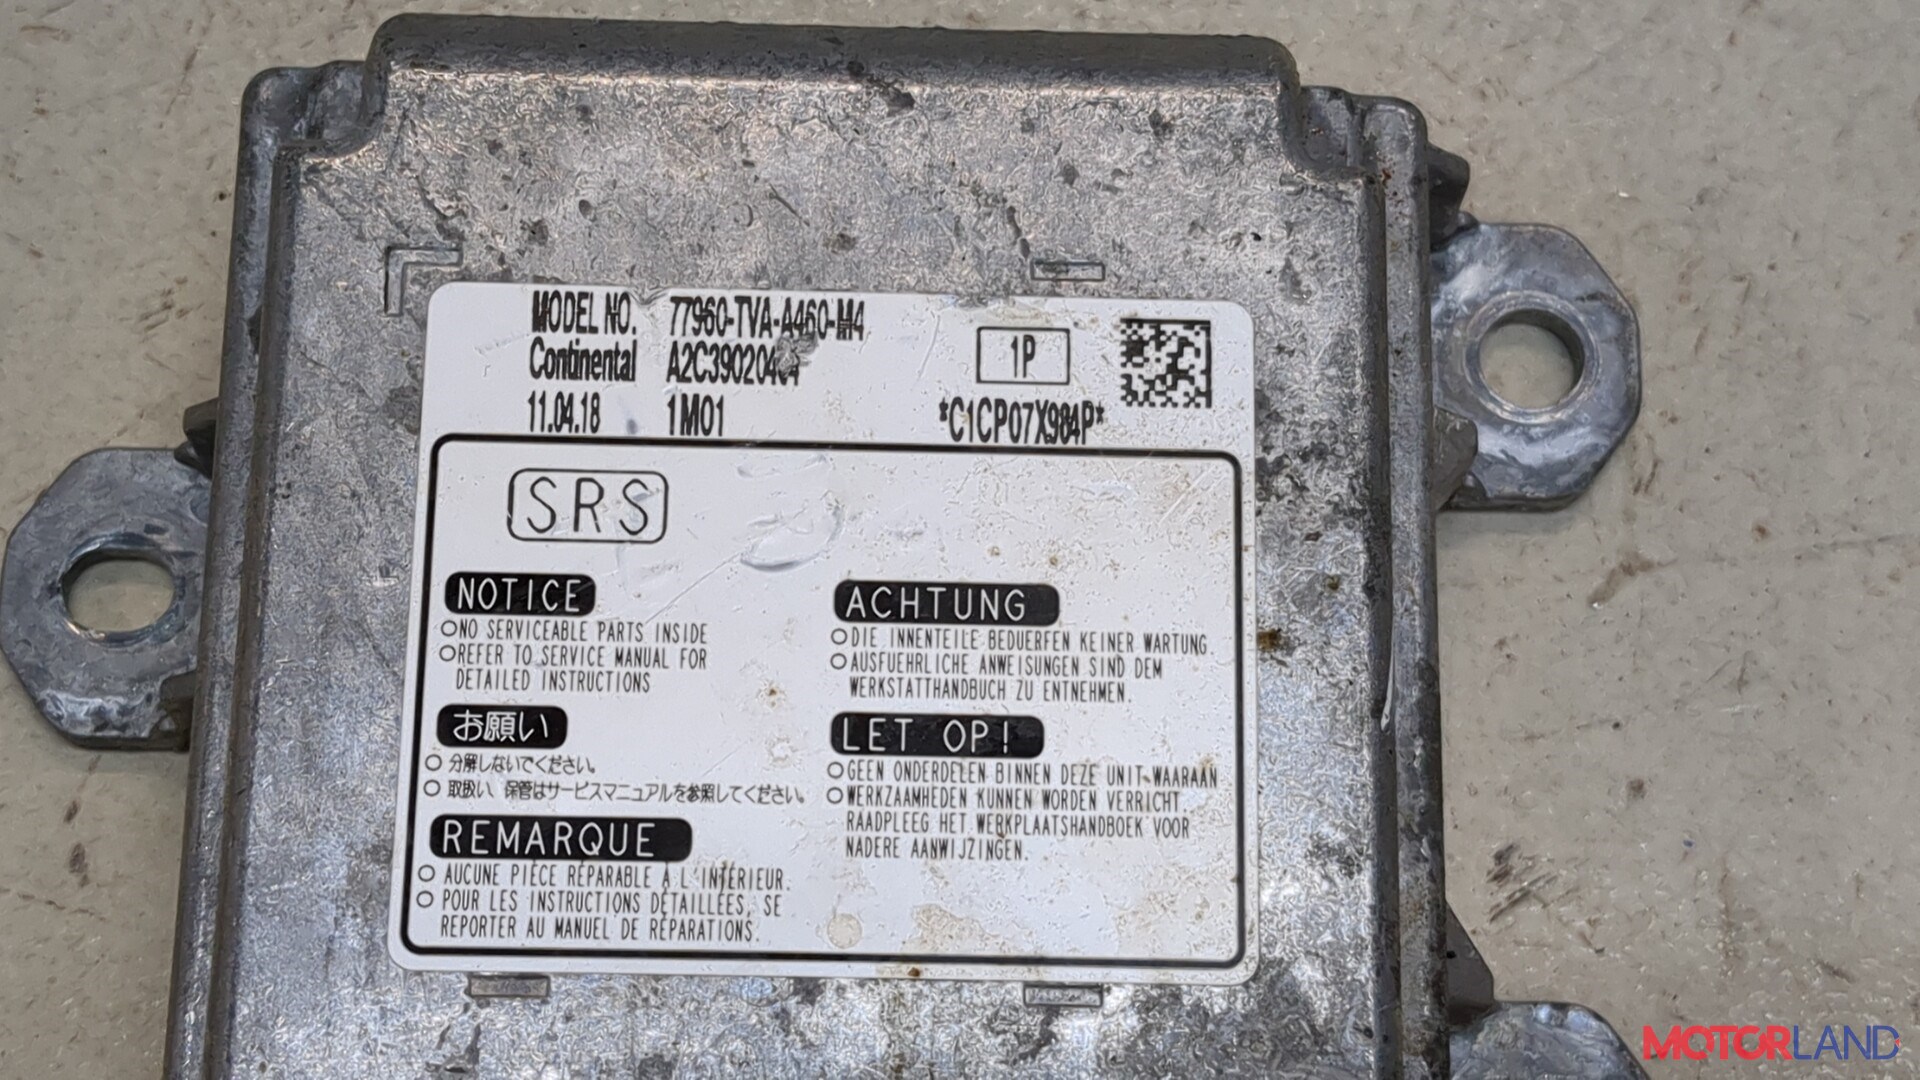 MODEL NO. 77960-TVA-A460-M4
Continental
11.04.18 1M01
1P
*C1CP07X984P*
SRS
NOTICE
○NO SERVICEABLE PARTS INSIDE
○REFER TO SERVICE MANUAL FOR
DETAILED INSTRUCTIONS
お願い
○ 分解しないでください。
○ 取扱い、保管はサービスマニュアルを参照してください。
REMARQUE
○ AUCUNE PIÈCE RÉPARABLE À L'INTÉRIEUR.
○ POUR LES INSTRUCTIONS DÉTAILLÉES, SE
REPORTER AU MANUEL DE RÉPARATIONS.
ACHTUNG
○DIE INNENTEILE BEDUERFEN KEINER WARTUNG.
○AUSFUEHRLICHE ANWEISUNGEN SIND DEM
WERKSTATTHANDBUCH ZU ENTNEHMEN.
LET OP!
○GEEN ONDERDELEN BINNEN DEZE UNIT WAARAAN
○WERKZAAMHEDEN KUNNEN WORDEN VERRICHT.
RAADPLEEG HET WERKPLAATSHANDBOEK VOOR
NADERE AANWIJZINGEN.
MOTORLAND